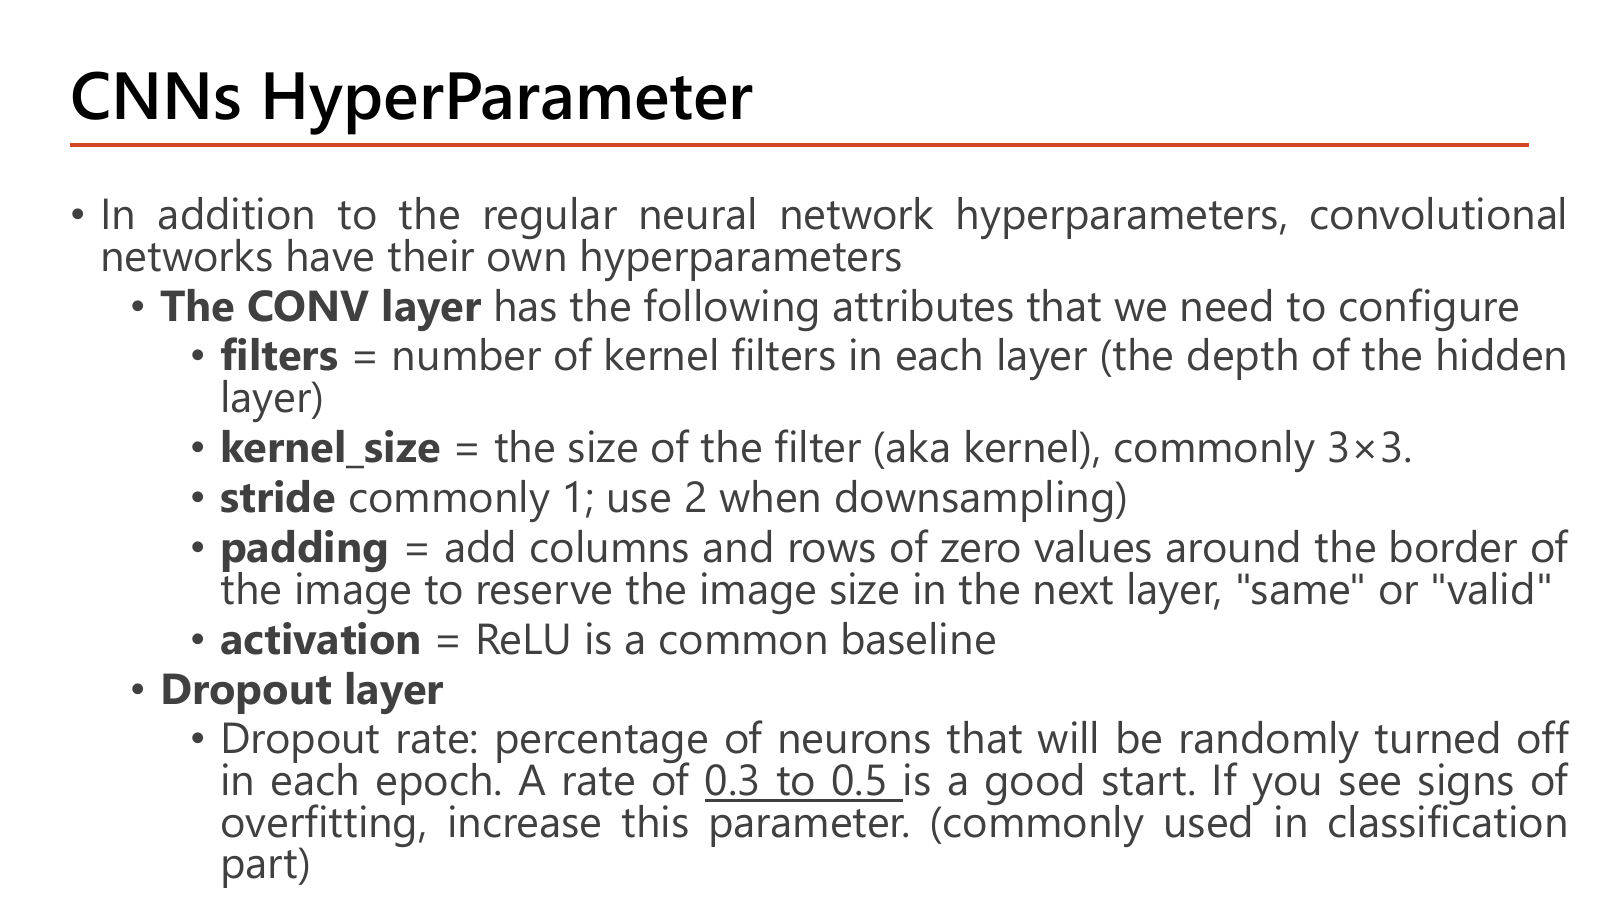 CNNs HyperParameter
• In addition to the regular neural network hyperparameters, convolutional
networks have their own hyperparameters
• The CONV layer has the following attributes that we need to configure
• filters = number of kernel filters in each layer (the depth of the hidden
layer)
• kernel_size = the size of the filter (aka kernel), commonly 3×3.
• stride commonly 1; use 2 when downsampling)
• padding = add columns and rows of zero values around the border of
the image to reserve the image size in the next layer, "same" or "valid"
• activation = ReLU is a common baseline
• Dropout layer
• Dropout rate: percentage of neurons that will be randomly turned off
in each epoch. A rate of 0.3 to 0.5 is a good start. If you see signs of
overfitting, increase this parameter. (commonly used in classification
part)